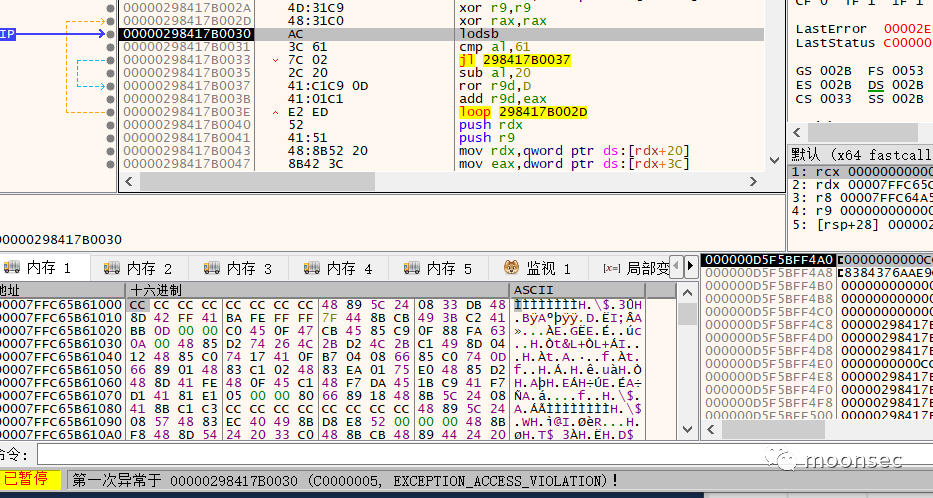 00000298417B002A 4D:31C9 xor r9,r9
00000298417B002D 48:31C0 xor rax,rax
00000298417B0030 AC lodsb
00000298417B0031 3C 61 cmp al,61
00000298417B0033 7C 02 jl 298417B0037
00000298417B0035 2C 20 sub al,20
00000298417B0037 41:C1C9 0D ror r9d,D
00000298417B003B 41:01C1 add r9d,eax
00000298417B003E E2 ED loop 298417B002D
00000298417B0040 52 push rdx
00000298417B0041 41:51 push r9
00000298417B0043 48:8B52 20 mov rdx,qword ptr ds:[rdx+20]
00000298417B0047 8B42 3C mov eax,dword ptr ds:[rdx+3C]
IP
CF 0 TF 1 IF 1
LastError 00002E
LastStatus C00000
GS 002B FS 0053
ES 002B DS 002B
CS 0033 SS 002B
默认 (x64 fastcall
1: rcx 00000000000
2: rdx 00007FFC65C
3: r8 00007FFC64A5
4: r9 00000000000
5: [rsp+28] 000002
00000298417B0030
内存 1 内存 2 内存 3 内存 4 内存 5 监视 1 [x=] 局部变
地址 十六进制 ASCII
00007FFC65B61000 CC CC CC CC CC CC CC CC 48 89 5C 24 08 33 DB 48 ÌÌÌÌÌÌÌÌH.\$.3ÛH
00007FFC65B61010 8D 42 FF 41 BA FE FF FF 7F 44 8B CB 49 3B C2 41 .BÿAºþÿÿ.D.ËI;ÂA
00007FFC65B61020 BB 0D 00 00 C0 45 0F 47 CB 45 85 C9 0F 88 FA 63 »...ÀE.GËE.É..úc
00007FFC65B61030 0A 00 48 85 D2 74 26 4C 2B D2 4C 2B C1 49 8D 04 ..H.Òt&L+ÒL+ÁI..
00007FFC65B61040 12 48 85 C0 74 17 41 0F B7 04 08 66 85 C0 74 0D .H.Àt.A.·..f.Àt.
00007FFC65B61050 66 89 01 48 83 C1 02 48 83 EA 01 75 E0 48 85 D2 f..H.Á.H.ê.uàH.Ò
00007FFC65B61060 48 8D 41 FE 48 0F 45 C1 48 F7 DA 45 1B C9 41 F7 H.AþH.EÁH÷ÚE.ÉA÷
00007FFC65B61070 D1 41 81 E1 05 00 00 80 66 89 18 48 8B 5C 24 08 ÑA.á....f..H.\$.
00007FFC65B61080 41 8B C1 C3 CC CC CC CC CC CC CC CC 48 89 5C 24 A.ÁÃÌÌÌÌÌÌÌÌH.\$
00007FFC65B61090 08 57 48 83 EC 40 49 8B D8 E8 52 00 00 00 48 8B .WH.ì@I.ØèR...H.
00007FFC65B610A0 F8 48 8D 54 24 20 33 C0 48 8B CB 48 89 44 24 20 øH.T$ 3ÀH.ËH.D$
000000D5F5BFF4A0
000000D5F5BFF4A8 8384376AAE9
000000D5F5BFF4B0
000000D5F5BFF4B8
000000D5F5BFF4C0
000000D5F5BFF4C8 00000298417
000000D5F5BFF4D0
000000D5F5BFF4D8
000000D5F5BFF4E0
000000D5F5BFF4E8 00000298417B
000000D5F5BFF4F0
000000D5F5BFF4F8
000000D5F5BFF500
命令:
已暂停 第一次异常于 00000298417B0030 (C0000005, EXCEPTION_ACCESS_VIOLATION)!
moonsec